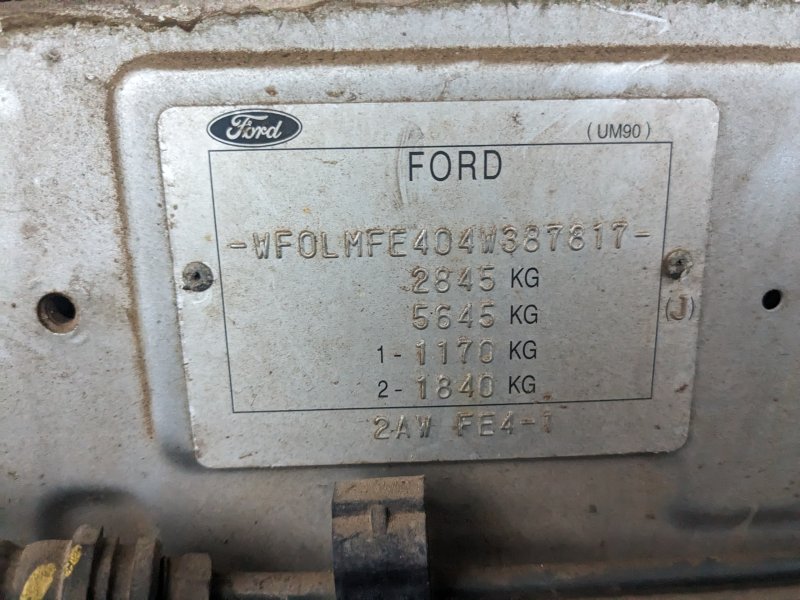 Ford
( UM90 )
FORD
-WF0LMFE404W387817-
2845 KG
5645 KG
(J)
1 - 1170 KG
2 - 1840 KG
2AW FE4-1